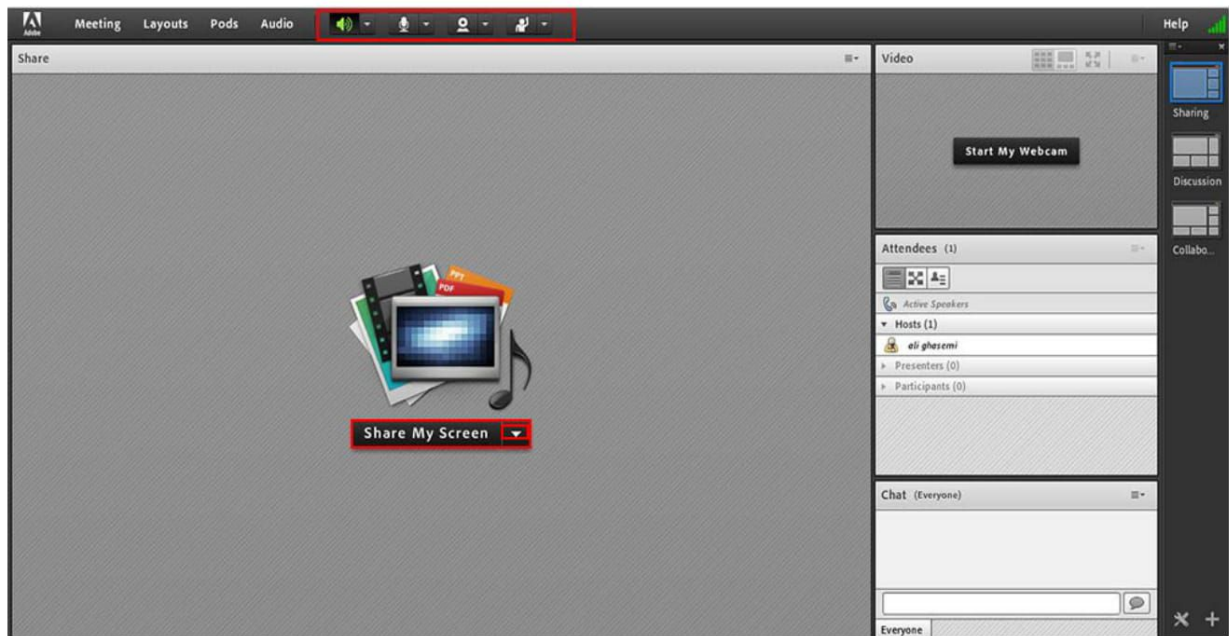 Adobe
Meeting Layouts Pods Audio Help
Share
Video
Sharing
Start My Webcam
Discussion
Attendees (1)
Collabo...
Active Speakers
Hosts (1)
ali ghasemi
Presenters (0)
Participants (0)
PPT
PDF
Share My Screen
Chat (Everyone)
Everyone